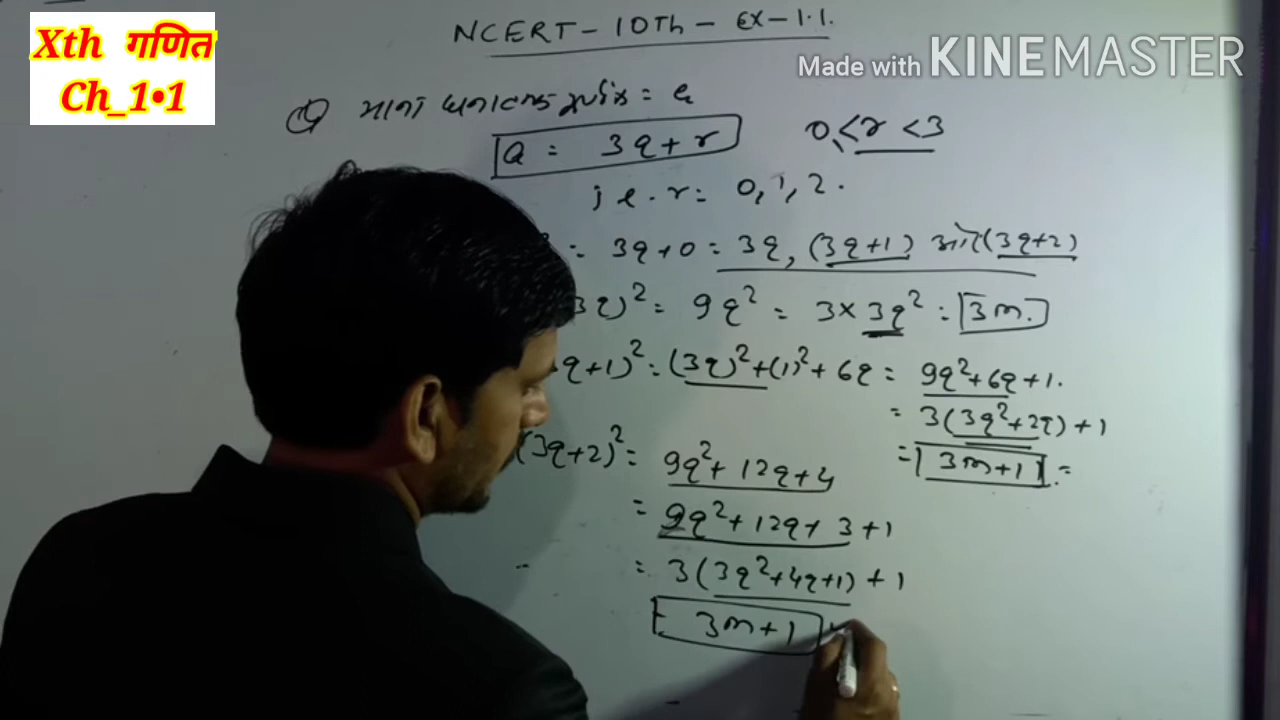 Xth गणित
Ch_1•1
Made with KINEMASTER
NCERT - 10Th - EX-1.1.
माना धनात्मक पूर्णांक = a
a = 3q+r 0≤r<3
i e. r = 0, 1, 2.
= 3q+0 = 3q, (3q+1) और (3q+2)
3q)² = 9q² = 3×3q² = 3m.
q+1)² = (3q)²+(1)²+6q = 9q²+6q+1.
= 3(3q²+2q)+1
= 3m+1
(3q+2)² = 9q²+12q+4
= 9q²+12q+3+1
= 3(3q²+4q+1)+1
= 3m+1